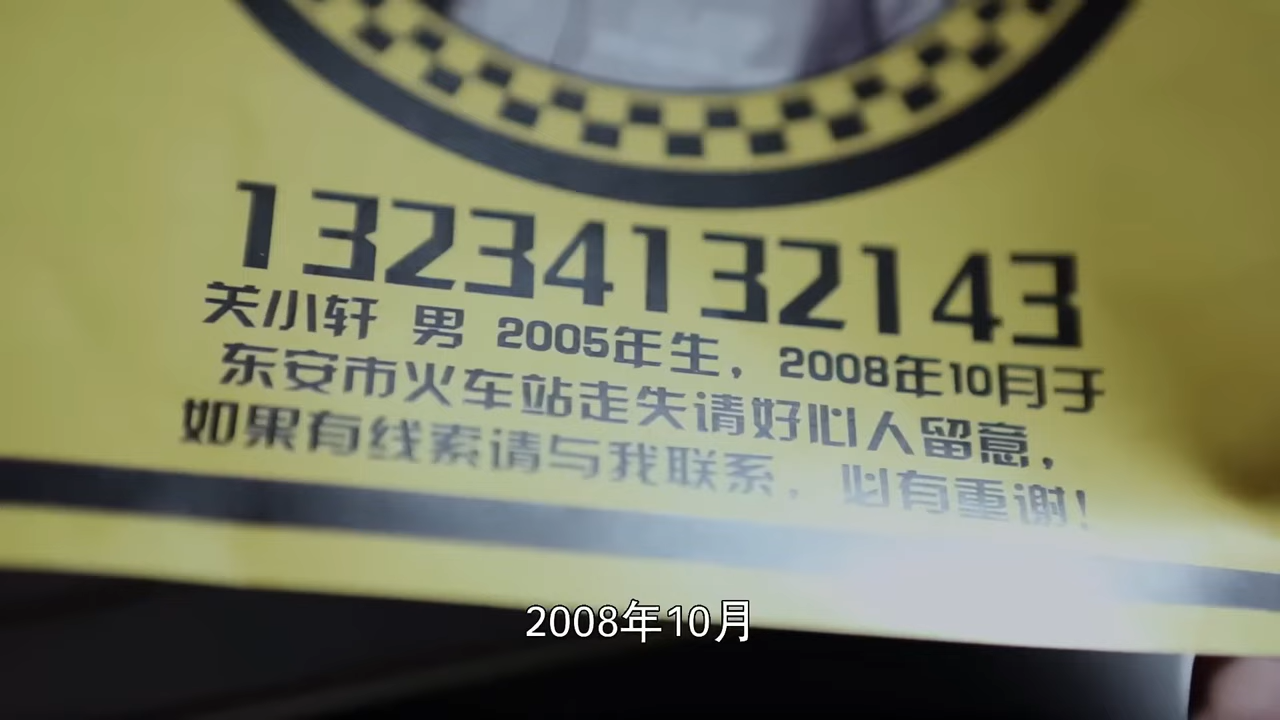 13234132143
关小轩 男 2005年生，2008年10月于
东安市火车站走失请好心人留意，
如果有线索请与我联系，必有重谢！
2008年10月